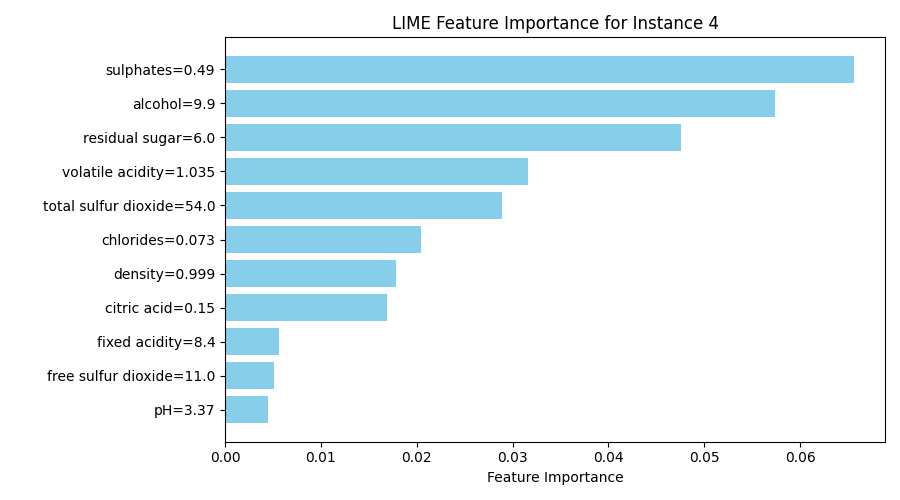 LIME Feature Importance for Instance 4
sulphates=0.49
alcohol=9.9
residual sugar=6.0
volatile acidity=1.035
total sulfur dioxide=54.0
chlorides=0.073
density=0.999
citric acid=0.15
fixed acidity=8.4
free sulfur dioxide=11.0
pH=3.37
0.00 0.01 0.02 0.03 0.04 0.05 0.06
Feature Importance